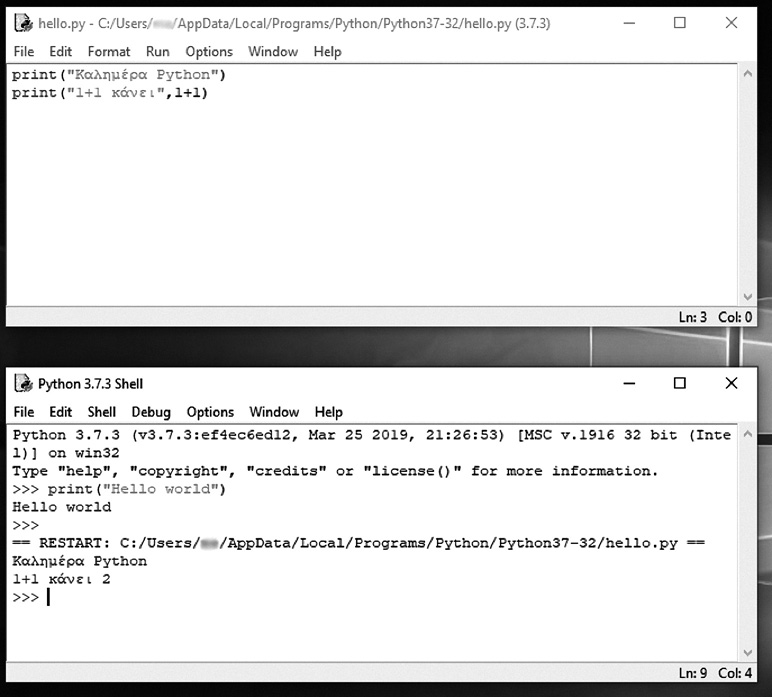 hello.py - C:/Users/ /AppData/Local/Programs/Python/Python37-32/hello.py (3.7.3)
File Edit Format Run Options Window Help
print("Καλημέρα Python")
print("1+1 κάνει",1+1)
Ln: 3 Col: 0
Python 3.7.3 Shell
File Edit Shell Debug Options Window Help
Python 3.7.3 (v3.7.3:ef4ec6ed12, Mar 25 2019, 21:26:53) [MSC v.1916 32 bit (Inte
l)] on win32
Type "help", "copyright", "credits" or "license()" for more information.
>>> print("Hello world")
Hello world
>>>
== RESTART: C:/Users/ /AppData/Local/Programs/Python/Python37-32/hello.py ==
Καλημέρα Python
1+1 κάνει 2
>>>
Ln: 9 Col: 4